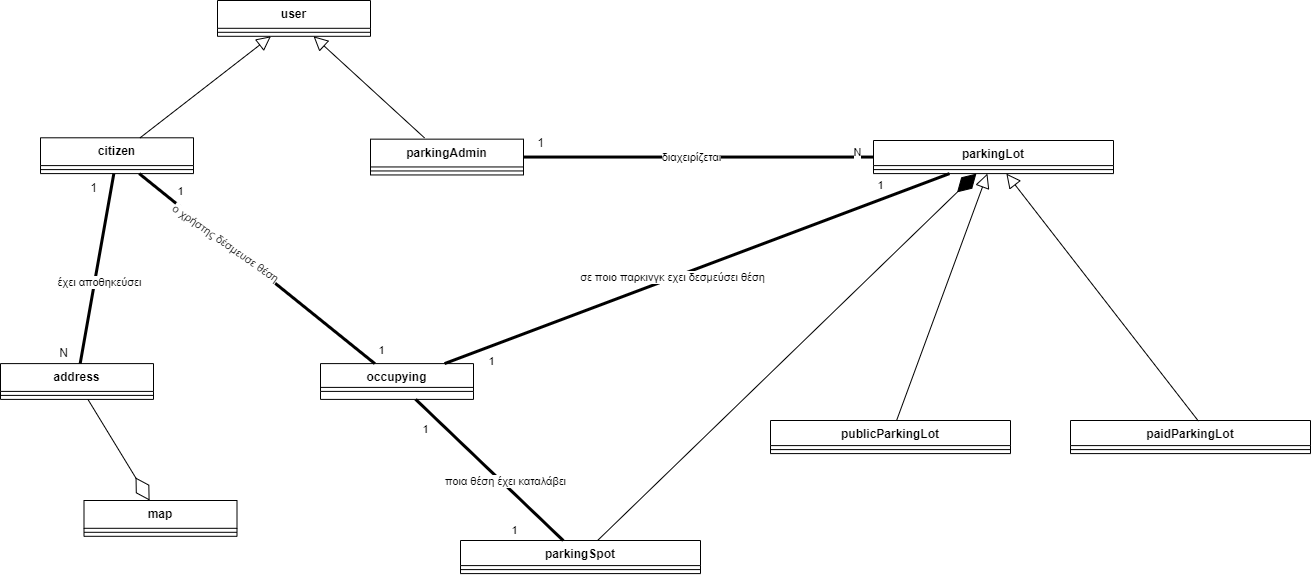 user
citizen
parkingAdmin
1
διαχειρίζεται
N
parkingLot
1
1
1
ο χρήστης δέσμευσε θέση
έχει αποθηκεύσει
σε ποιο παρκινγκ εχει δεσμεύσει θέση
N
1
1
address
occupying
1
publicParkingLot
paidParkingLot
ποια θέση έχει καταλάβει
map
1
parkingSpot